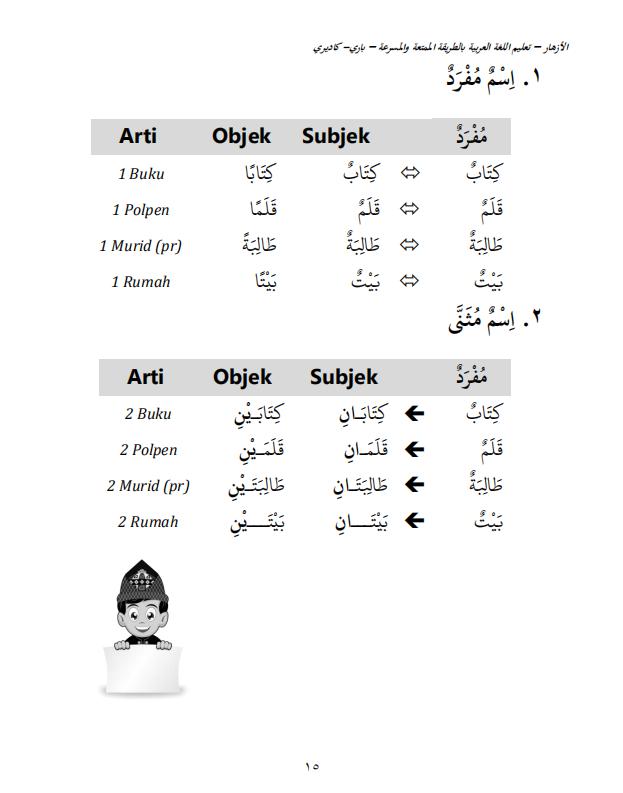 الأزهار – تعليم اللغة العربية بالطريقة الممتعة والمسرعة – باري– كاديري
١. اِسْمٌ مُفْرَدٌ
Arti Objek Subjek مُفْرَدٌ
1 Buku كِتَابًا كِتَابٌ ⬄ كِتَابٌ
1 Polpen قَلَمًا قَلَمٌ ⬄ قَلَمٌ
1 Murid (pr) طَالِبَةً طَالِبَةٌ ⬄ طَالِبَةٌ
1 Rumah بَيْتًا بَيْتٌ ⬄ بَيْتٌ
٢. اِسْمٌ مُثَنَّى
Arti Objek Subjek مُفْرَدٌ
2 Buku كِتَابَـيْنِ كِتَابَـانِ 🡰 كِتَابٌ
2 Polpen قَلَمَـيْنِ قَلَمَـانِ 🡰 قَلَمٌ
2 Murid (pr) طَالِبَتَـيْنِ طَالِبَتَـانِ 🡰 طَالِبَةٌ
2 Rumah بَيْتَــــيْنِ بَيْتَــــانِ 🡰 بَيْتٌ
١٥